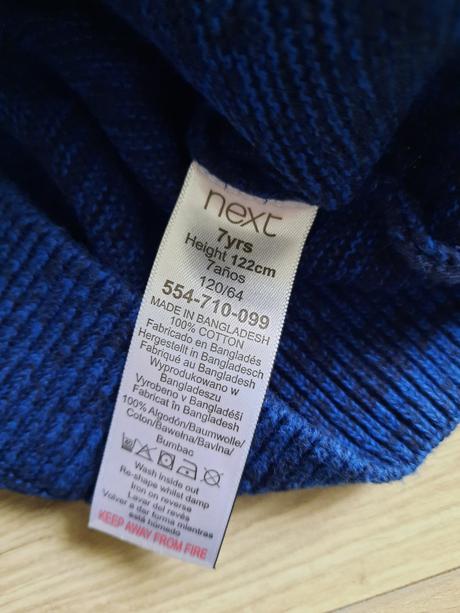 next
7yrs
Height 122cm
7años
120/64
554-710-099
MADE IN BANGLADESH
100% COTTON
Fabricado en Bangladés
Hergestellt in Bangladesch
Fabriqué au Bangladesh
Wyprodukowano w
Bangladeszu
Vyrobeno v Bangladéši
Fabricat în Bangladesh
100% Algodón/Baumwolle/
Coton/Bawełna/Bavlna/
Bumbac
Wash inside out
Re-shape whilst damp
Iron on reverse
Lavar del revés
Volver a dar forma mientras
está húmedo
KEEP AWAY FROM FIRE